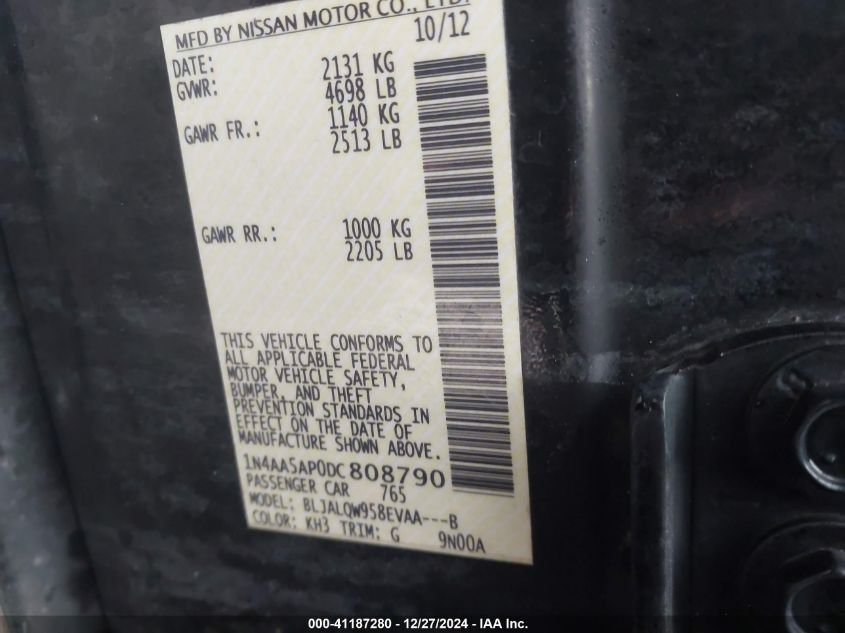 MFD BY NISSAN MOTOR CO., LTD.
DATE: 10/12
GVWR: 2131 KG
4698 LB
GAWR FR.: 1140 KG
2513 LB
GAWR RR.: 1000 KG
2205 LB
THIS VEHICLE CONFORMS TO
ALL APPLICABLE FEDERAL
MOTOR VEHICLE SAFETY,
BUMPER, AND THEFT
PREVENTION STANDARDS IN
EFFECT ON THE DATE OF
MANUFACTURE SHOWN ABOVE.
1N4AA5AP0DC808790
PASSENGER CAR 765
MODEL: BLJALQW958EVAA---B
COLOR: KH3 TRIM: G 9N00A
000-41187280 - 12/27/2024 - IAA Inc.